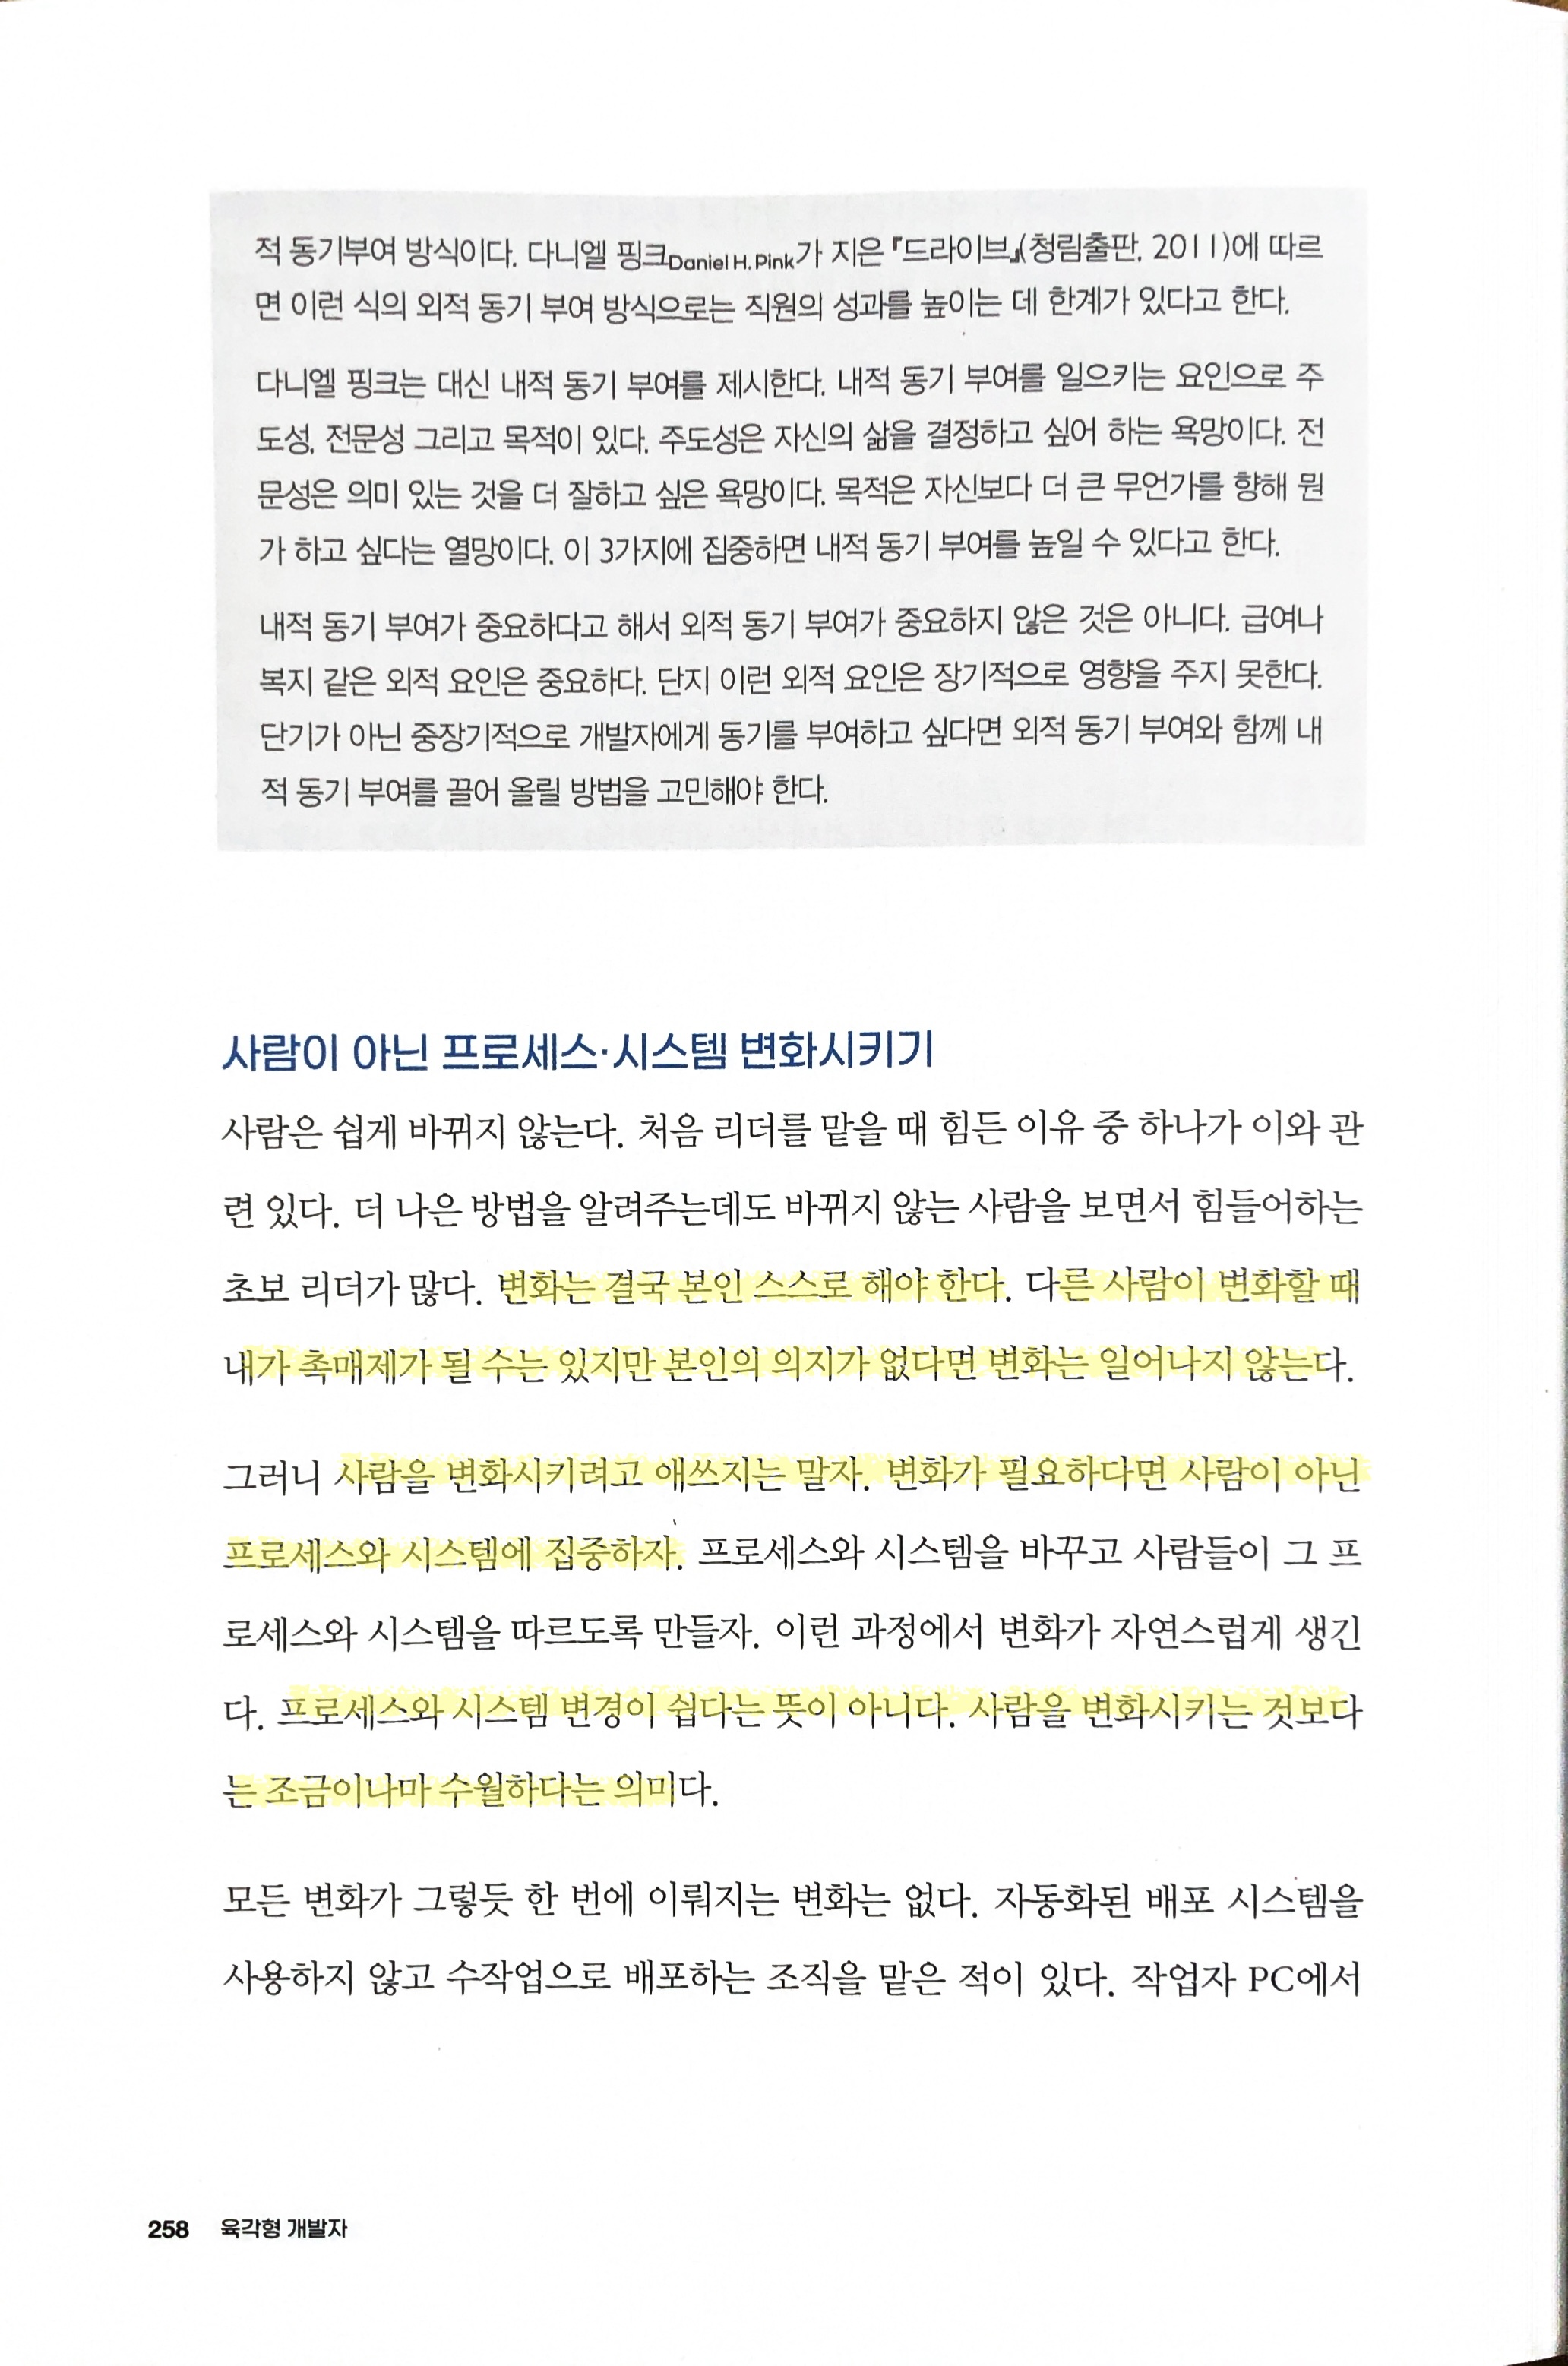 적 동기부여 방식이다. 다니엘 핑크Daniel H. Pink가 지은 『드라이브』(청림출판, 2011)에 따르
면 이런 식의 외적 동기 부여 방식으로는 직원의 성과를 높이는 데 한계가 있다고 한다.
다니엘 핑크는 대신 내적 동기 부여를 제시한다. 내적 동기 부여를 일으키는 요인으로 주
도성, 전문성 그리고 목적이 있다. 주도성은 자신의 삶을 결정하고 싶어 하는 욕망이다. 전
문성은 의미 있는 것을 더 잘하고 싶은 욕망이다. 목적은 자신보다 더 큰 무언가를 향해 뭔
가 하고 싶다는 열망이다. 이 3가지에 집중하면 내적 동기 부여를 높일 수 있다고 한다.
내적 동기 부여가 중요하다고 해서 외적 동기 부여가 중요하지 않은 것은 아니다. 급여나
복지 같은 외적 요인은 중요하다. 단지 이런 외적 요인은 장기적으로 영향을 주지 못한다.
단기가 아닌 중장기적으로 개발자에게 동기를 부여하고 싶다면 외적 동기 부여와 함께 내
적 동기 부여를 끌어 올릴 방법을 고민해야 한다.
사람이 아닌 프로세스·시스템 변화시키기
사람은 쉽게 바뀌지 않는다. 처음 리더를 맡을 때 힘든 이유 중 하나가 이와 관
련 있다. 더 나은 방법을 알려주는데도 바뀌지 않는 사람을 보면서 힘들어하는
초보 리더가 많다. 변화는 결국 본인 스스로 해야 한다. 다른 사람이 변화할 때
내가 촉매제가 될 수는 있지만 본인의 의지가 없다면 변화는 일어나지 않는다.
그러니 사람을 변화시키려고 애쓰지는 말자. 변화가 필요하다면 사람이 아닌
프로세스와 시스템에 집중하자. 프로세스와 시스템을 바꾸고 사람들이 그 프
로세스와 시스템을 따르도록 만들자. 이런 과정에서 변화가 자연스럽게 생긴
다. 프로세스와 시스템 변경이 쉽다는 뜻이 아니다. 사람을 변화시키는 것보다
는 조금이나마 수월하다는 의미다.
모든 변화가 그렇듯 한 번에 이뤄지는 변화는 없다. 자동화된 배포 시스템을
사용하지 않고 수작업으로 배포하는 조직을 맡은 적이 있다. 작업자 PC에서
258 육각형 개발자